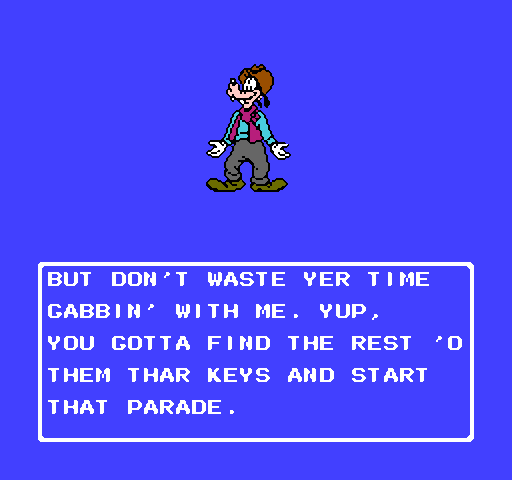 BUT DON'T WASTE YER TIME
GABBIN' WITH ME. YUP,
YOU GOTTA FIND THE REST 'O
THEM THAR KEYS AND START
THAT PARADE.